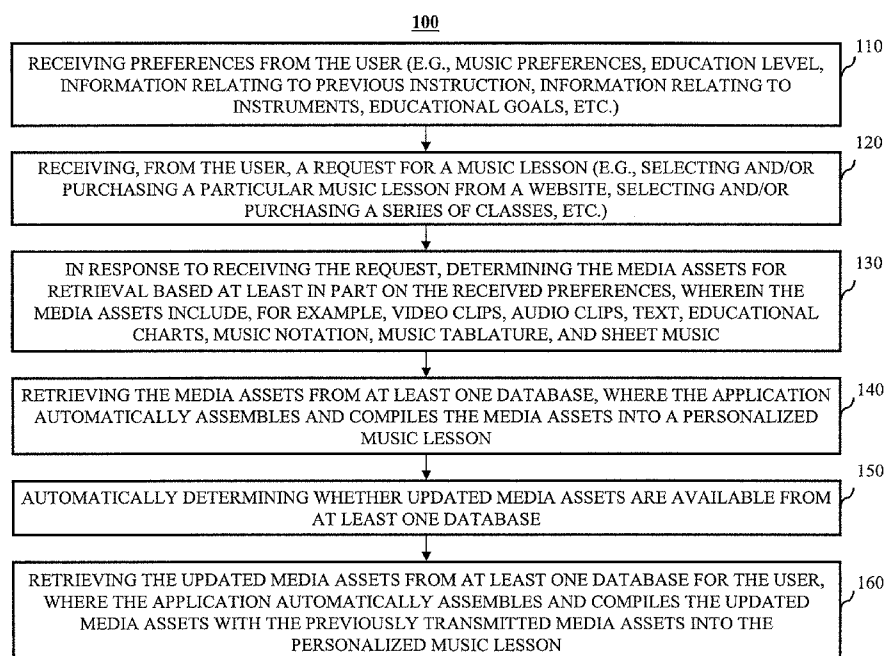 100
RECEIVING PREFERENCES FROM THE USER (E.G., MUSIC PREFERENCES, EDUCATION LEVEL,
INFORMATION RELATING TO PREVIOUS INSTRUCTION, INFORMATION RELATING TO
INSTRUMENTS, EDUCATIONAL GOALS, ETC.)
110
RECEIVING, FROM THE USER, A REQUEST FOR A MUSIC LESSON (E.G., SELECTING AND/OR
PURCHASING A PARTICULAR MUSIC LESSON FROM A WEBSITE, SELECTING AND/OR
PURCHASING A SERIES OF CLASSES, ETC.)
120
IN RESPONSE TO RECEIVING THE REQUEST, DETERMINING THE MEDIA ASSETS FOR
RETRIEVAL BASED AT LEAST IN PART ON THE RECEIVED PREFERENCES, WHEREIN THE
MEDIA ASSETS INCLUDE, FOR EXAMPLE, VIDEO CLIPS, AUDIO CLIPS, TEXT, EDUCATIONAL
CHARTS, MUSIC NOTATION, MUSIC TABLATURE, AND SHEET MUSIC
130
RETRIEVING THE MEDIA ASSETS FROM AT LEAST ONE DATABASE, WHERE THE APPLICATION
AUTOMATICALLY ASSEMBLES AND COMPILES THE MEDIA ASSETS INTO A PERSONALIZED
MUSIC LESSON
140
AUTOMATICALLY DETERMINING WHETHER UPDATED MEDIA ASSETS ARE AVAILABLE FROM
AT LEAST ONE DATABASE
150
RETRIEVING THE UPDATED MEDIA ASSETS FROM AT LEAST ONE DATABASE FOR THE USER,
WHERE THE APPLICATION AUTOMATICALLY ASSEMBLES AND COMPILES THE UPDATED
MEDIA ASSETS WITH THE PREVIOUSLY TRANSMITTED MEDIA ASSETS INTO THE
PERSONALIZED MUSIC LESSON
160